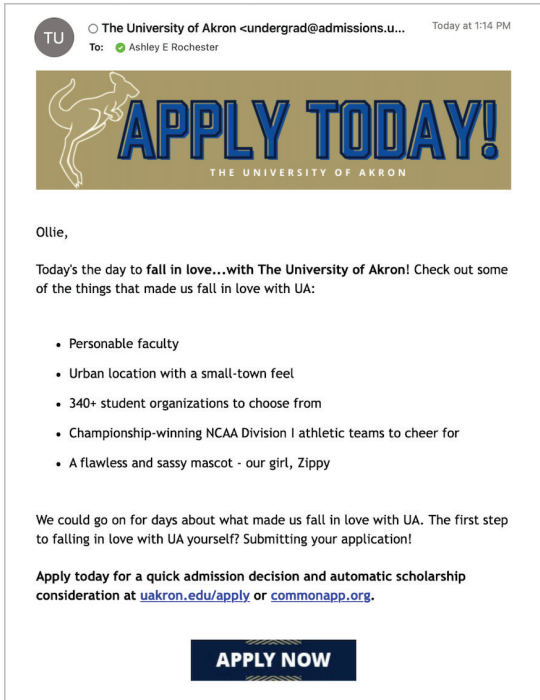 TU
The University of Akron <undergrad@admissions.u...
Today at 1:14 PM
To: Ashley E Rochester
APPLY TODAY!
THE UNIVERSITY OF AKRON
Ollie,
Today's the day to fall in love...with The University of Akron! Check out some
of the things that made us fall in love with UA:
• Personable faculty
• Urban location with a small-town feel
• 340+ student organizations to choose from
• Championship-winning NCAA Division I athletic teams to cheer for
• A flawless and sassy mascot - our girl, Zippy
We could go on for days about what made us fall in love with UA. The first step
to falling in love with UA yourself? Submitting your application!
Apply today for a quick admission decision and automatic scholarship
consideration at uakron.edu/apply or commonapp.org.
APPLY NOW